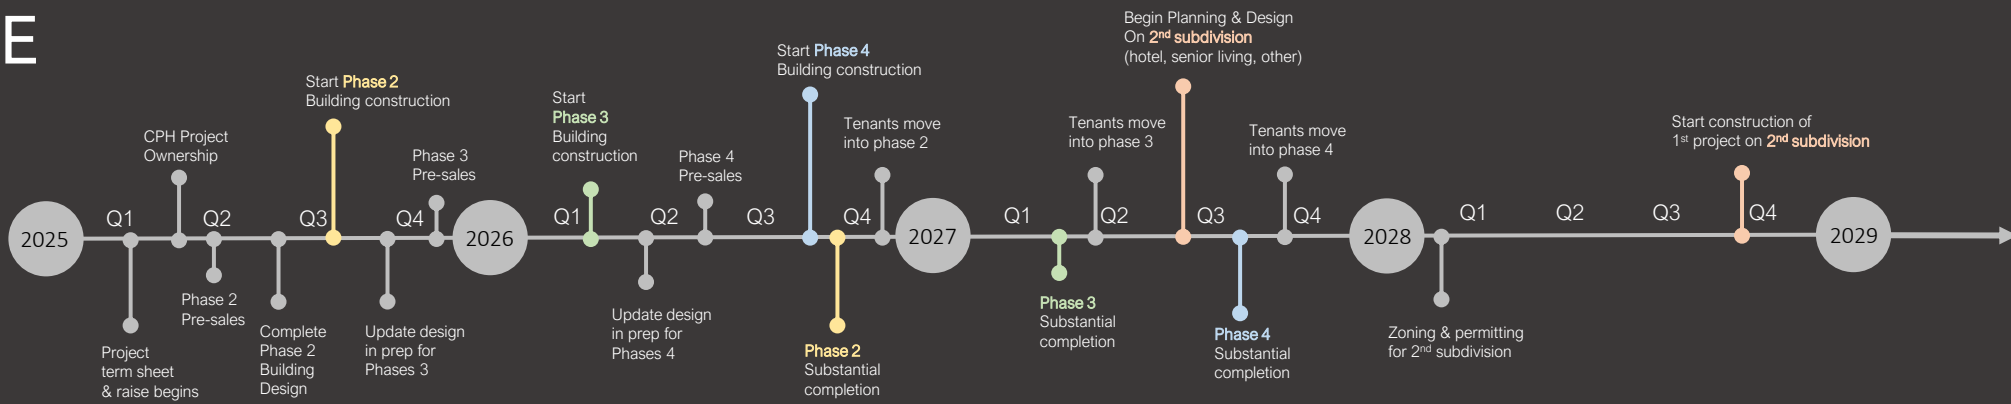 E
Begin Planning & Design
On 2nd subdivision
(hotel, senior living, other)
Start Phase 4
Building construction
Start Phase 2
Building construction
Start
Phase 3
Building
construction
Tenants move
into phase 2
Tenants move
into phase 3
Tenants move
into phase 4
Start construction of
1st project on 2nd subdivision
CPH Project
Ownership
Phase 3
Pre-sales
Phase 4
Pre-sales
2025 Q1 Q2 Q3 Q4 2026 Q1 Q2 Q3 Q4 2027 Q1 Q2 Q3 Q4 2028 Q1 Q2 Q3 Q4 2029
Project
term sheet
& raise begins
Phase 2
Pre-sales
Complete
Phase 2
Building
Design
Update design
in prep for
Phases 3
Update design
in prep for
Phases 4
Phase 2
Substantial
completion
Phase 3
Substantial
completion
Phase 4
Substantial
completion
Zoning & permitting
for 2nd subdivision